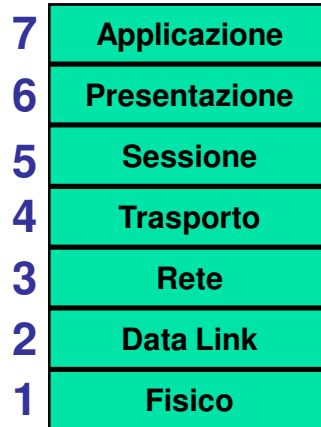 7 Applicazione
6 Presentazione
5 Sessione
4 Trasporto
3 Rete
2 Data Link
1 Fisico